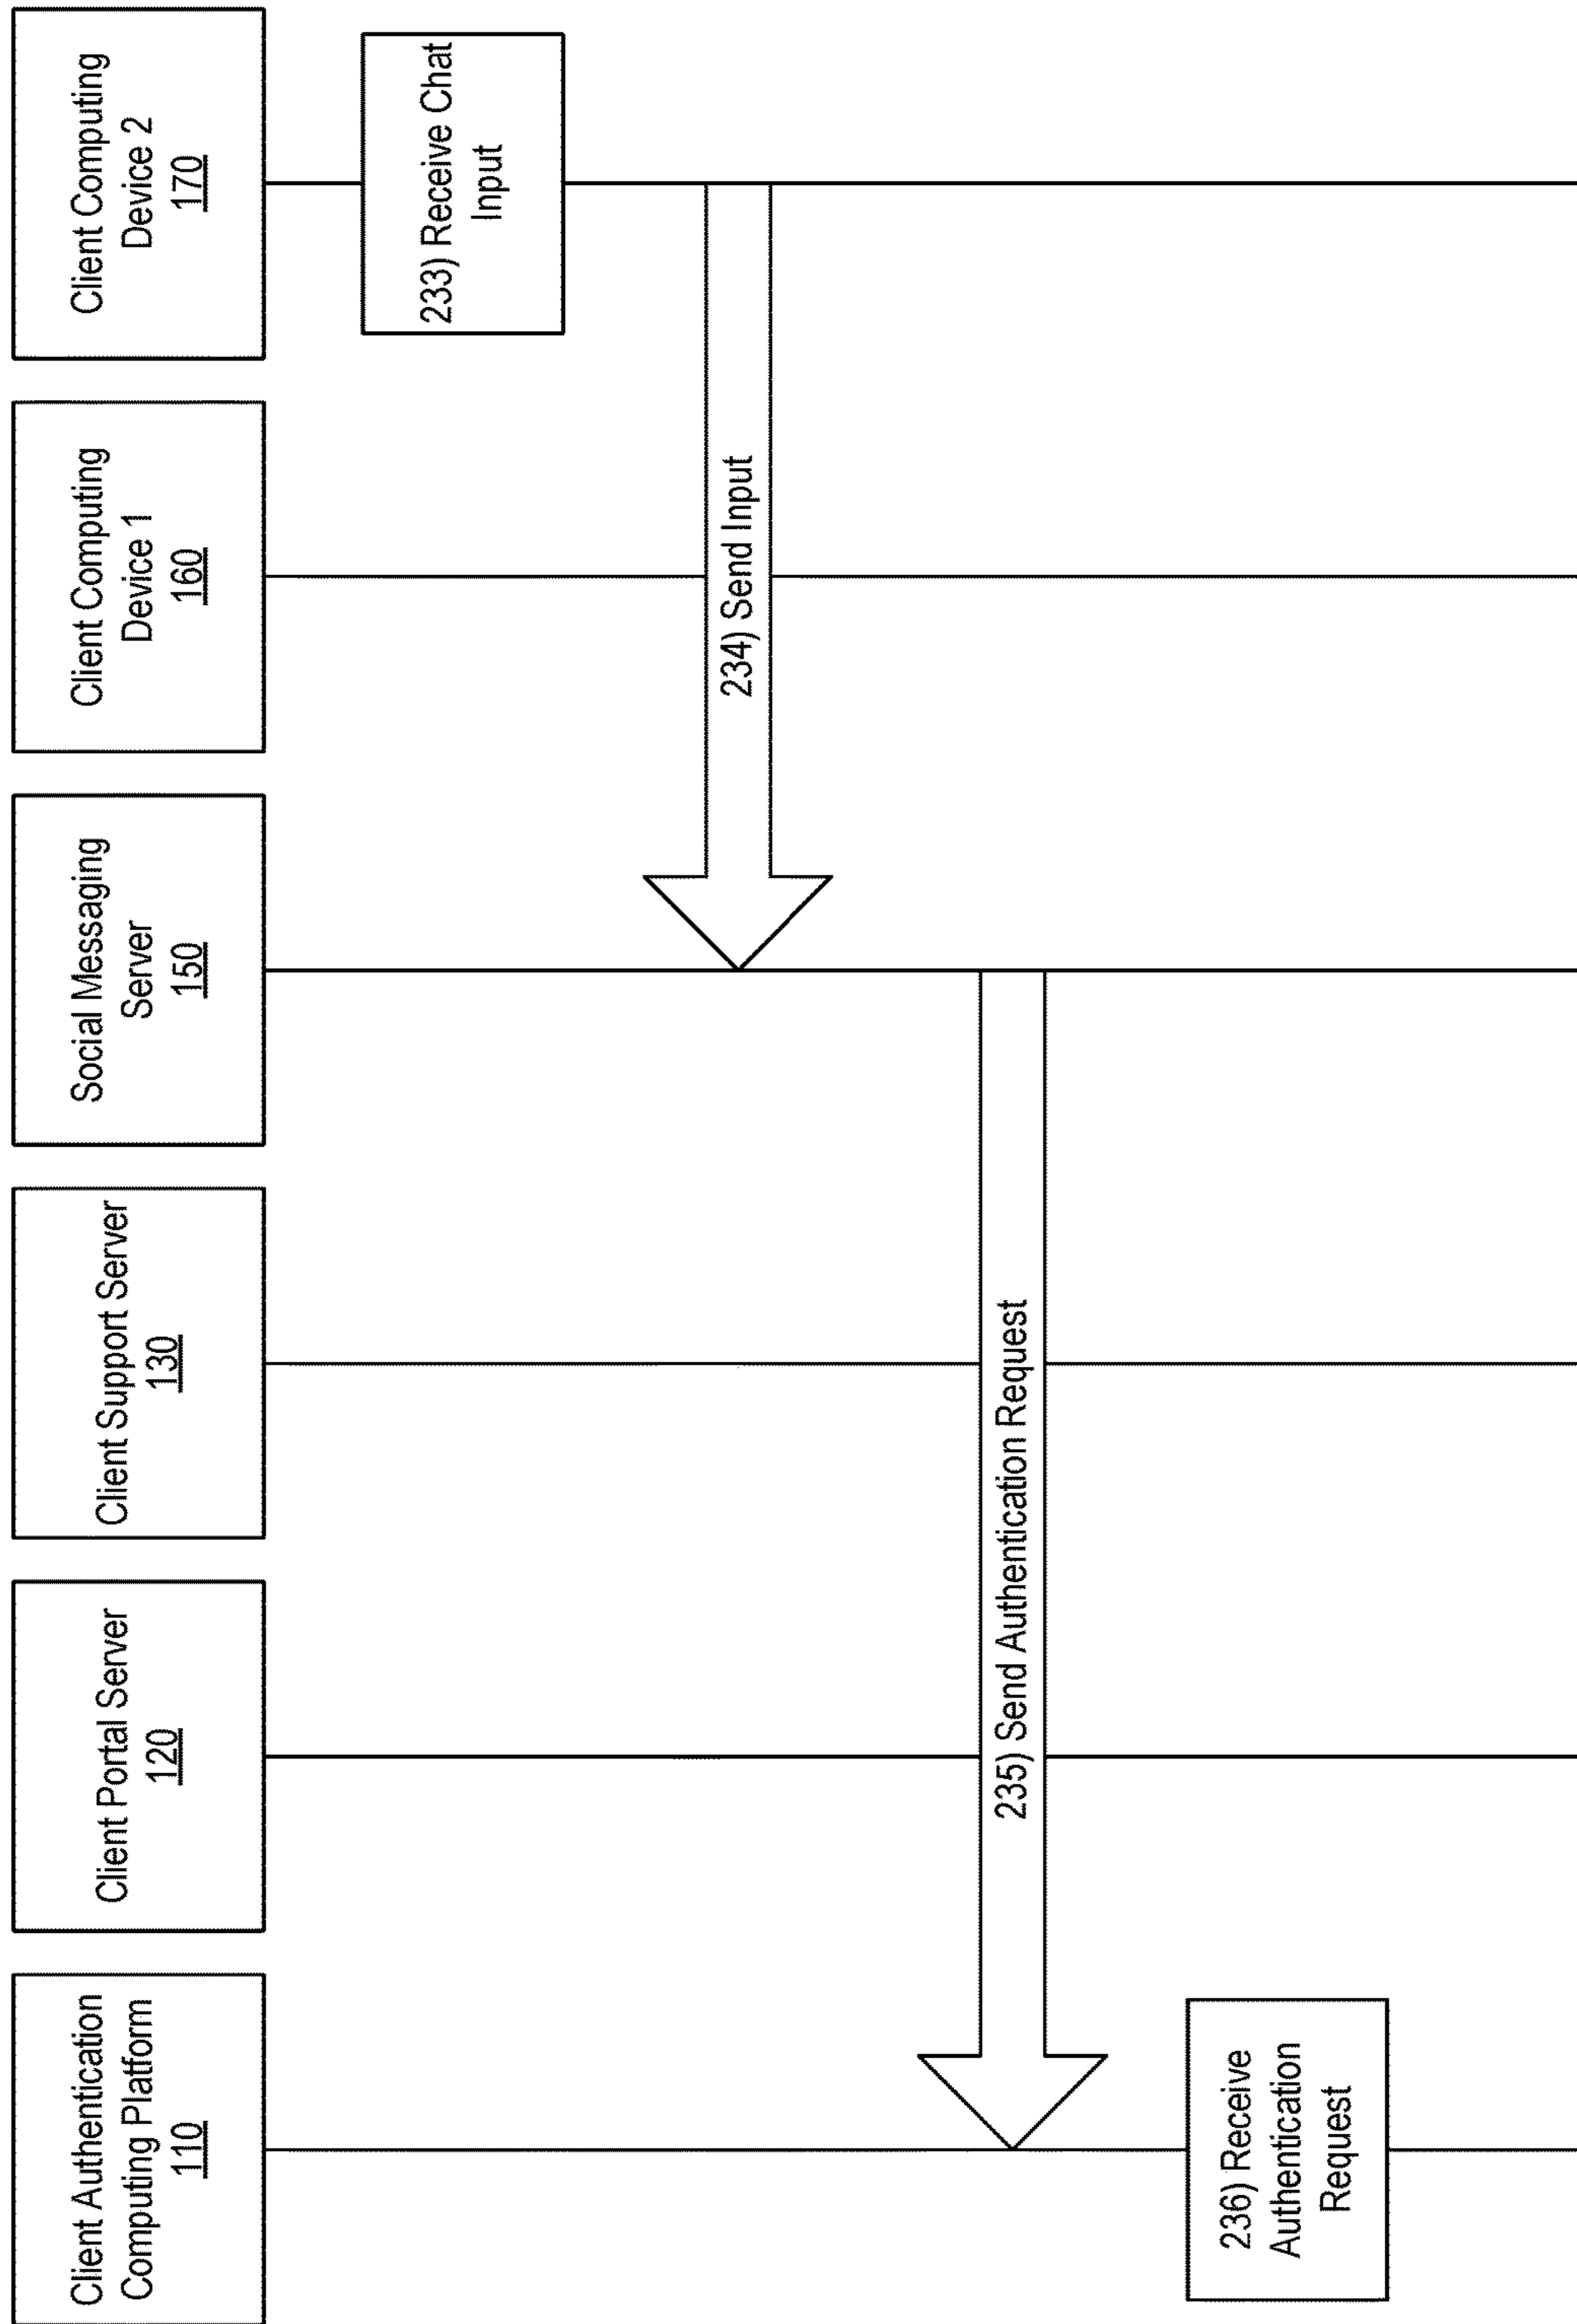 Client Authentication
Computing Platform
110
Client Portal Server
120
Client Support Server
130
Social Messaging
Server
150
Client Computing
Device 1
160
Client Computing
Device 2
170
233) Receive Chat
Input
234) Send Input
235) Send Authentication Request
236) Receive
Authentication
Request